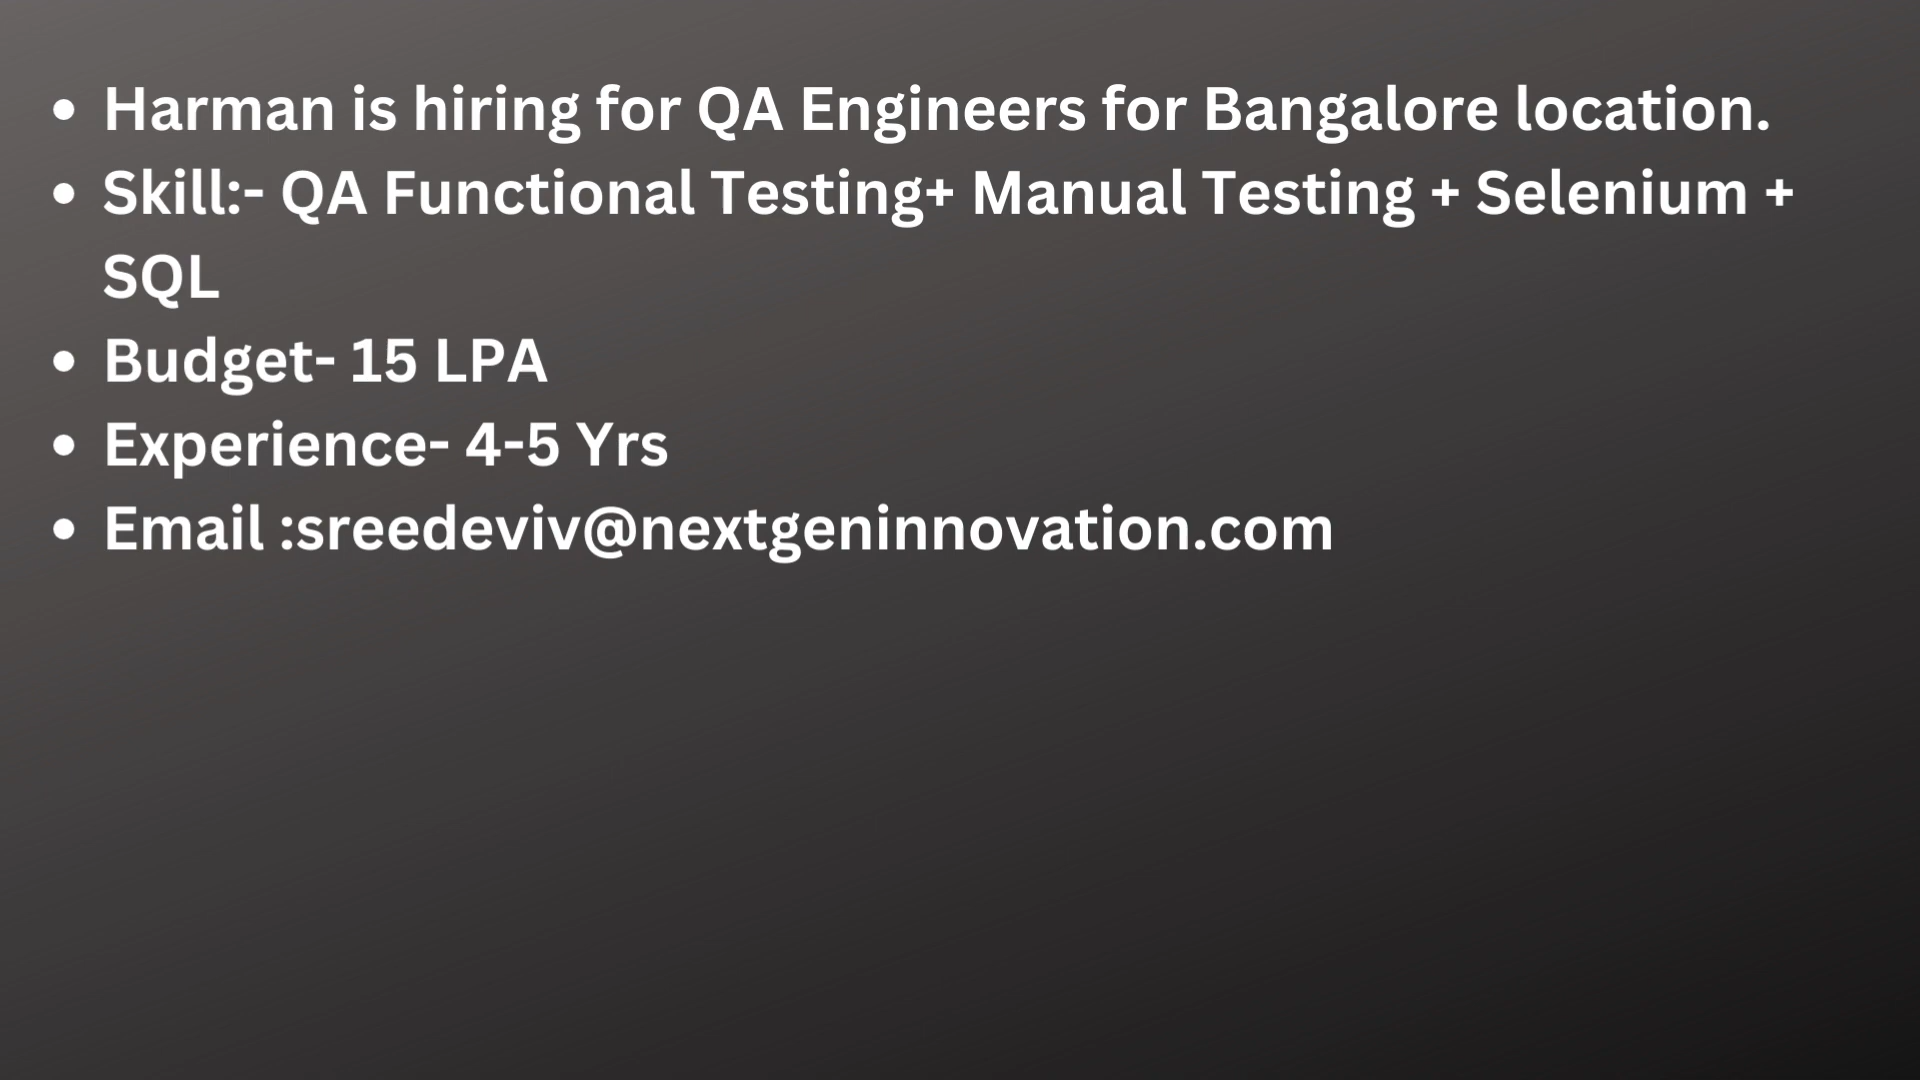 Harman is hiring for QA Engineers for Bangalore location.
Skill:- QA Functional Testing+ Manual Testing + Selenium +
SQL
Budget- 15 LPA
Experience- 4-5 Yrs
Email :sreedeviv@nextgeninnovation.com